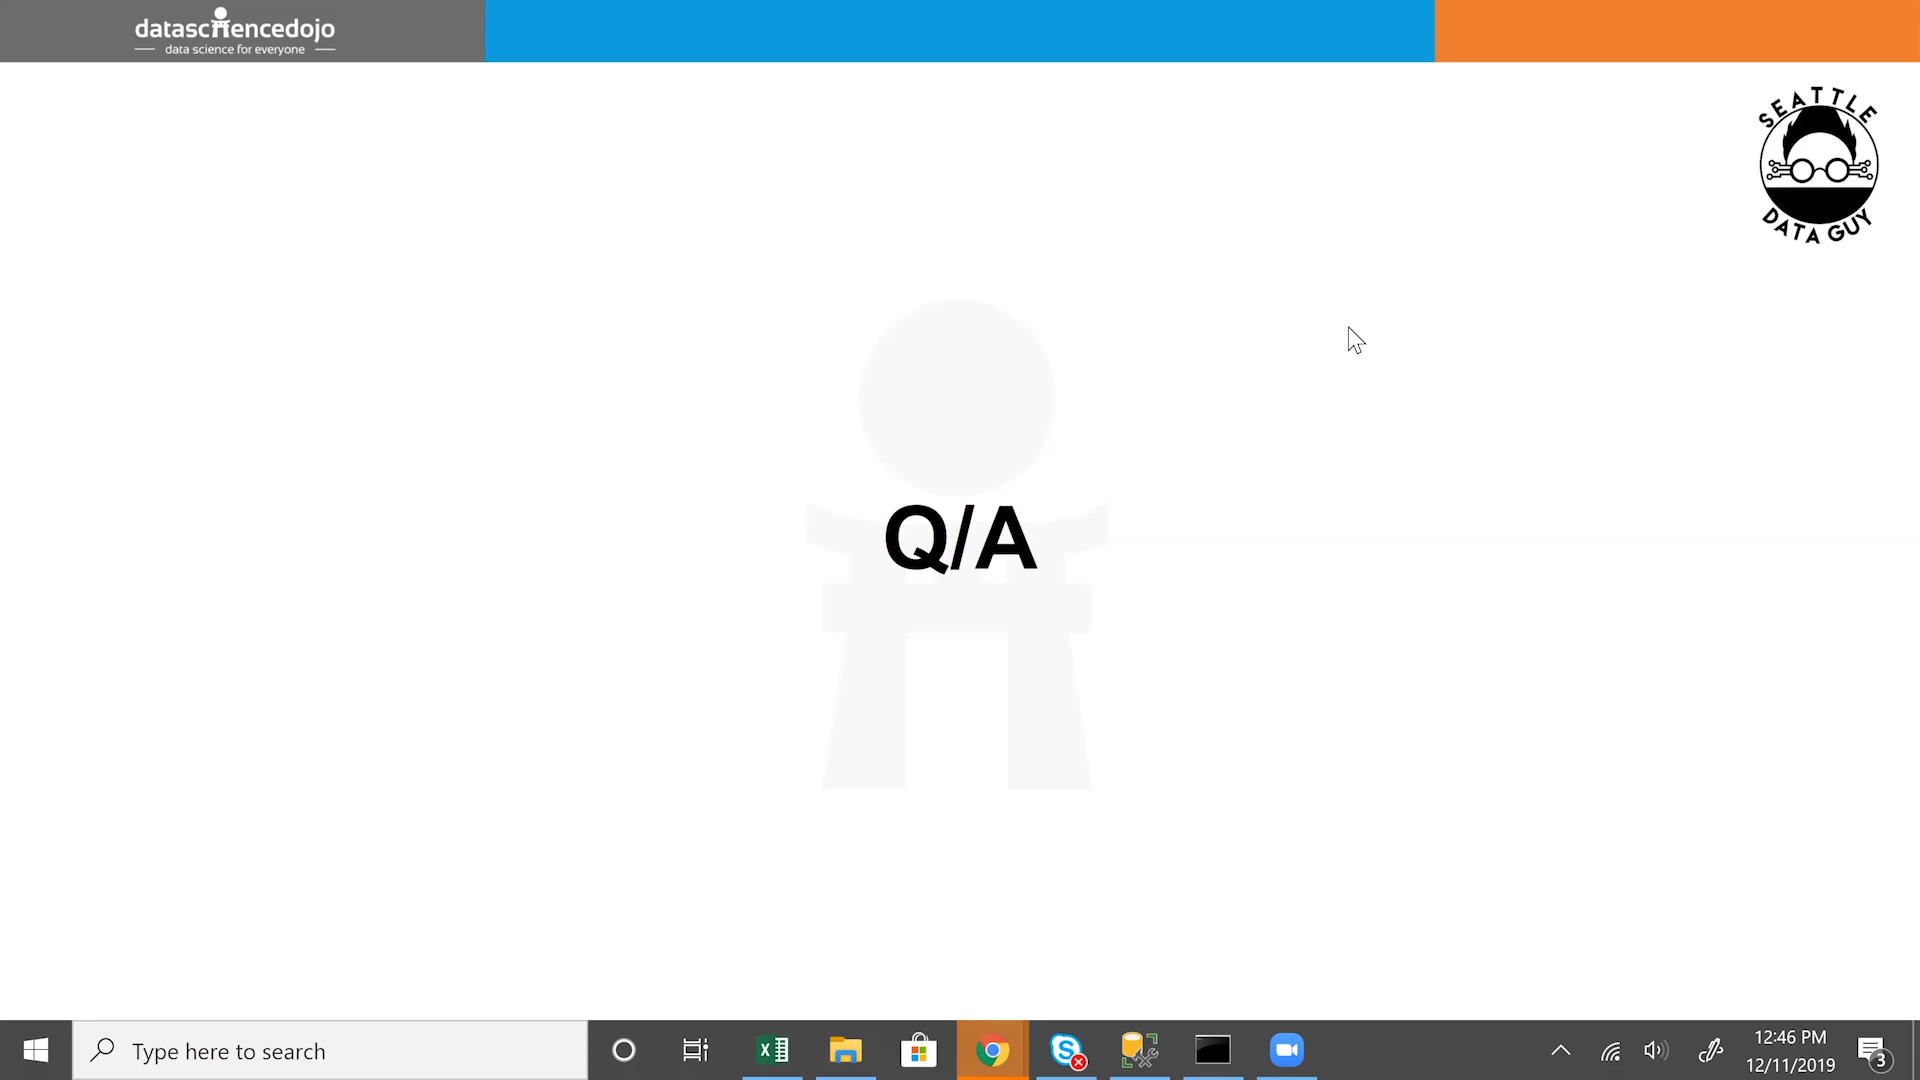 datasciencedojo
data science for everyone
SEATTLE
DATA GUY
Q/A
Type here to search
12:46 PM
12/11/2019
3